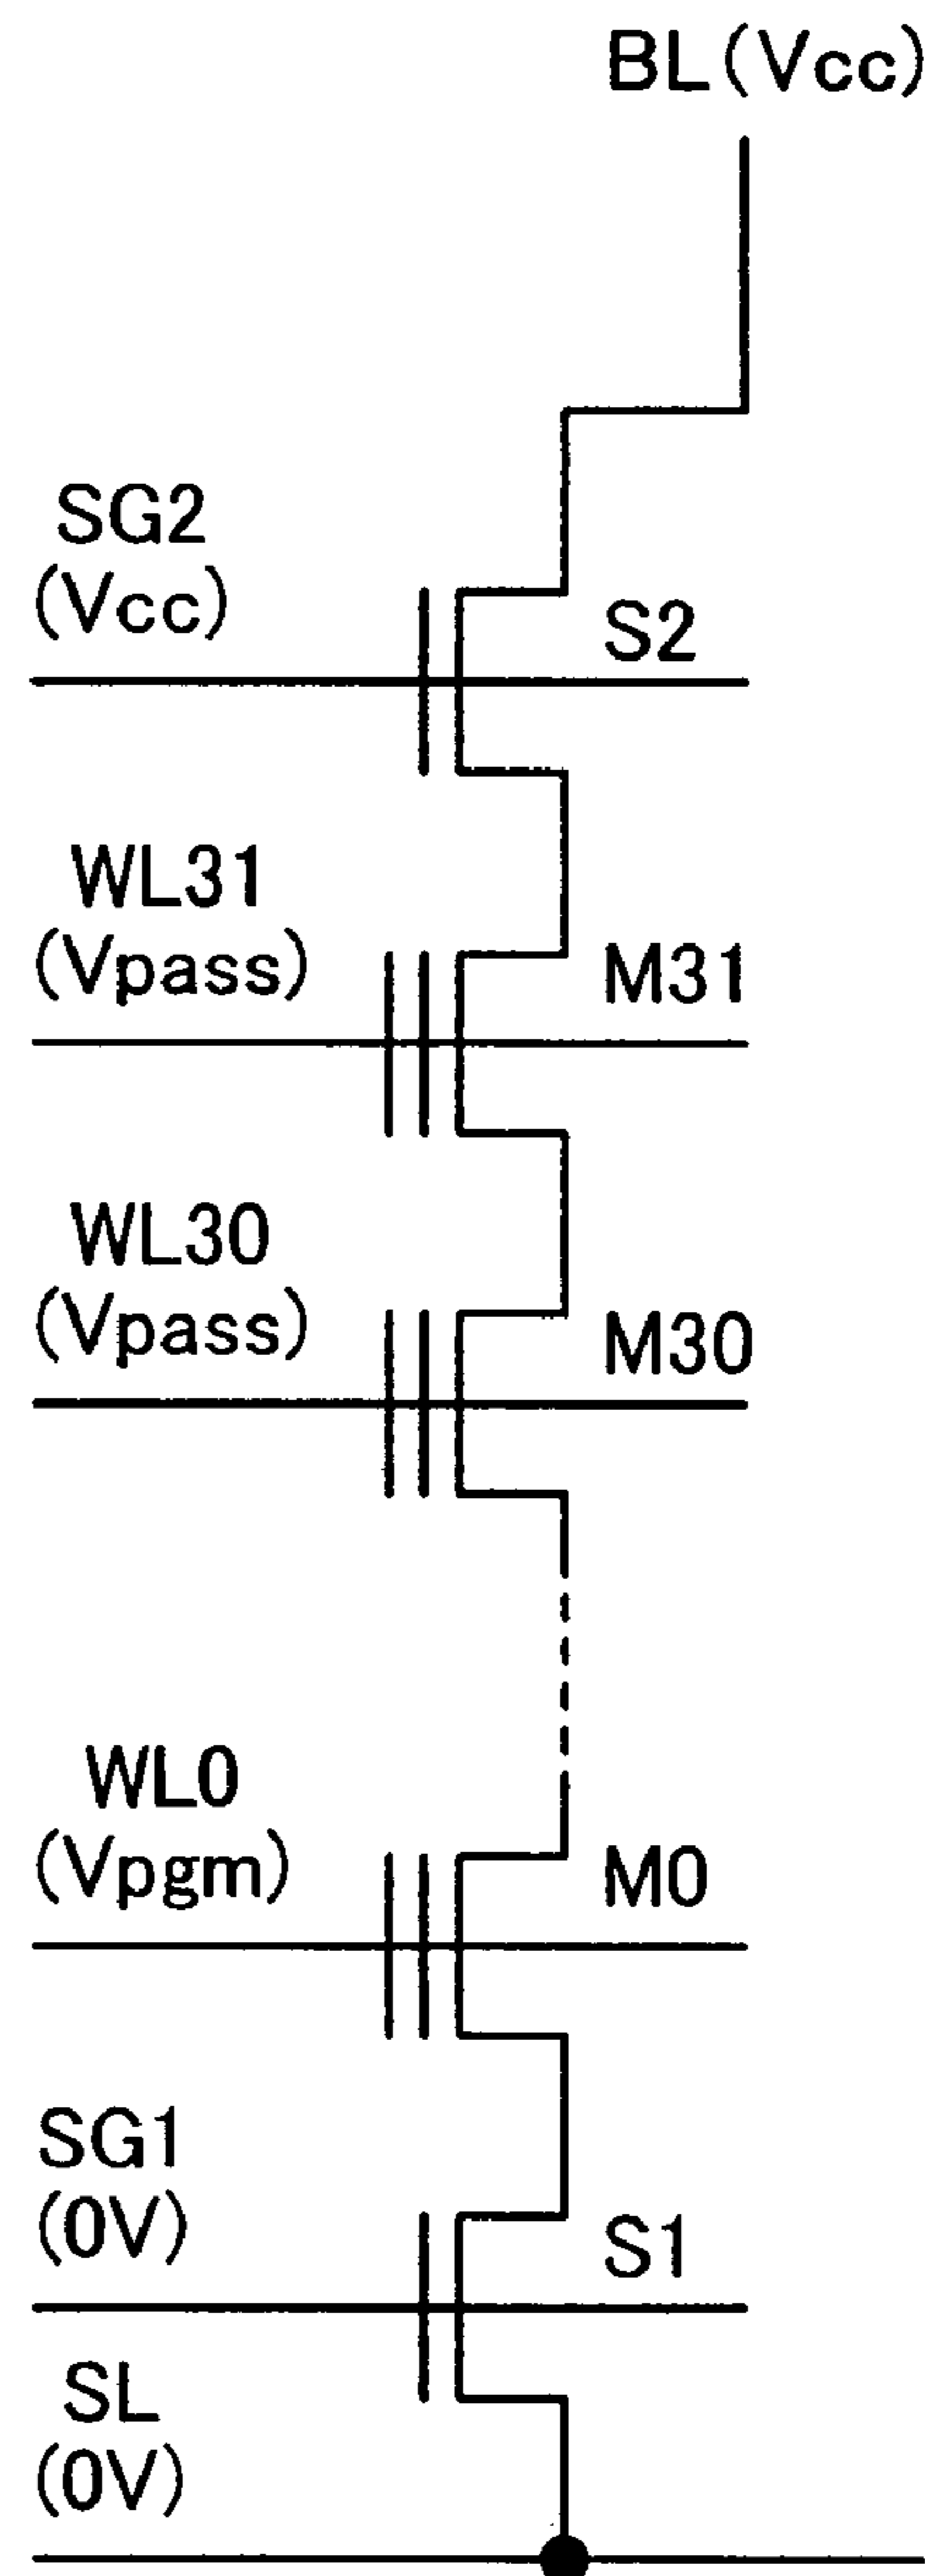 BL(Vcc)
SG2
(Vcc)
S2
WL31
(Vpass)
M31
WL30
(Vpass)
M30
WL0
(Vpgm)
M0
SG1
(0V)
S1
SL
(0V)